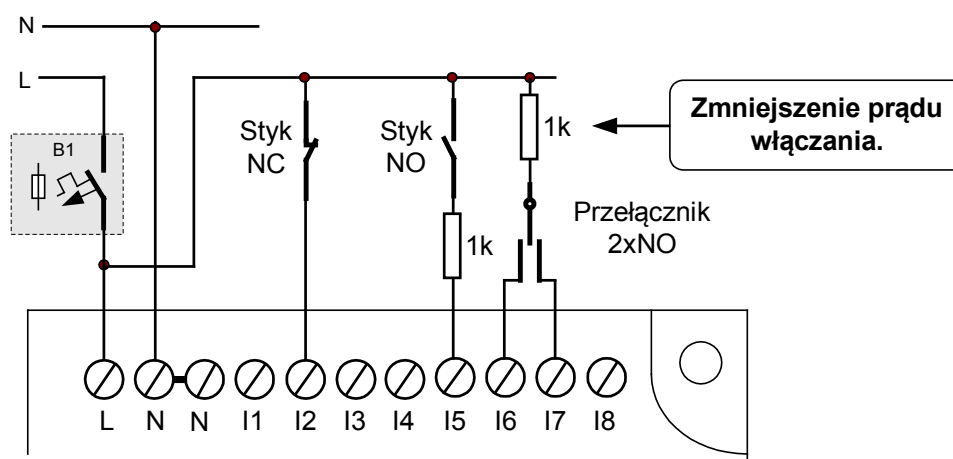 N
L
B1
Styk
NC
Styk
NO
1k
1k
Zmniejszenie prądu
włączania.
Przełącznik
2xNO
L N N I1 I2 I3 I4 I5 I6 I7 I8